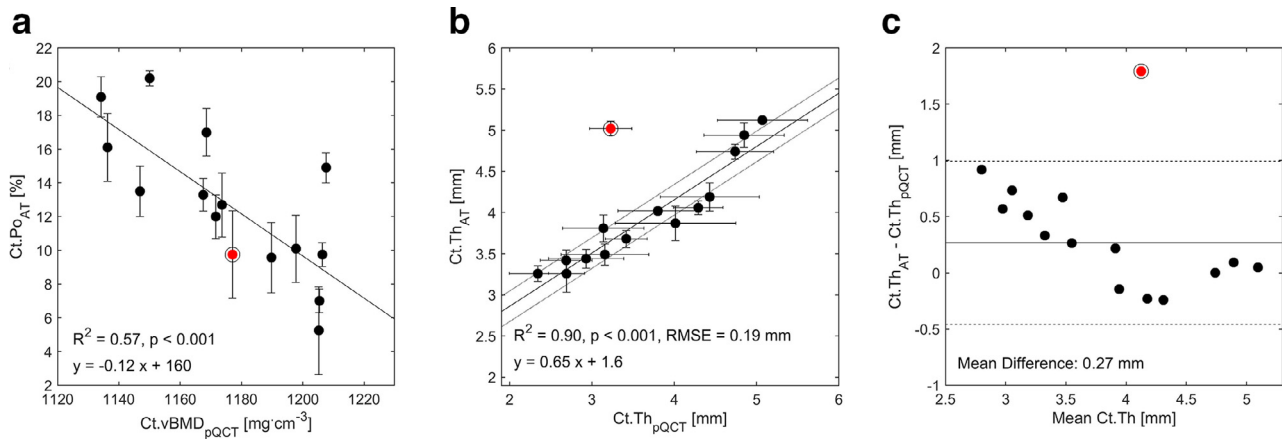 a
22
20
18
16
14
12
10
8
6
4
2
Ct.Po_AT [%]
R² = 0.57, p < 0.001
y = -0.12 x + 160
1120 1140 1160 1180 1200 1220
Ct.vBMD_pQCT [mg·cm⁻³]
b
6
5.5
5
4.5
4
3.5
3
2.5
2
Ct.Th_AT [mm]
R² = 0.90, p < 0.001, RMSE = 0.19 mm
y = 0.65 x + 1.6
2 3 4 5 6
Ct.Th_pQCT [mm]
c
2
1.5
1
0.5
0
-0.5
-1
Ct.Th_AT - Ct.Th_pQCT [mm]
Mean Difference: 0.27 mm
2.5 3 3.5 4 4.5 5
Mean Ct.Th [mm]